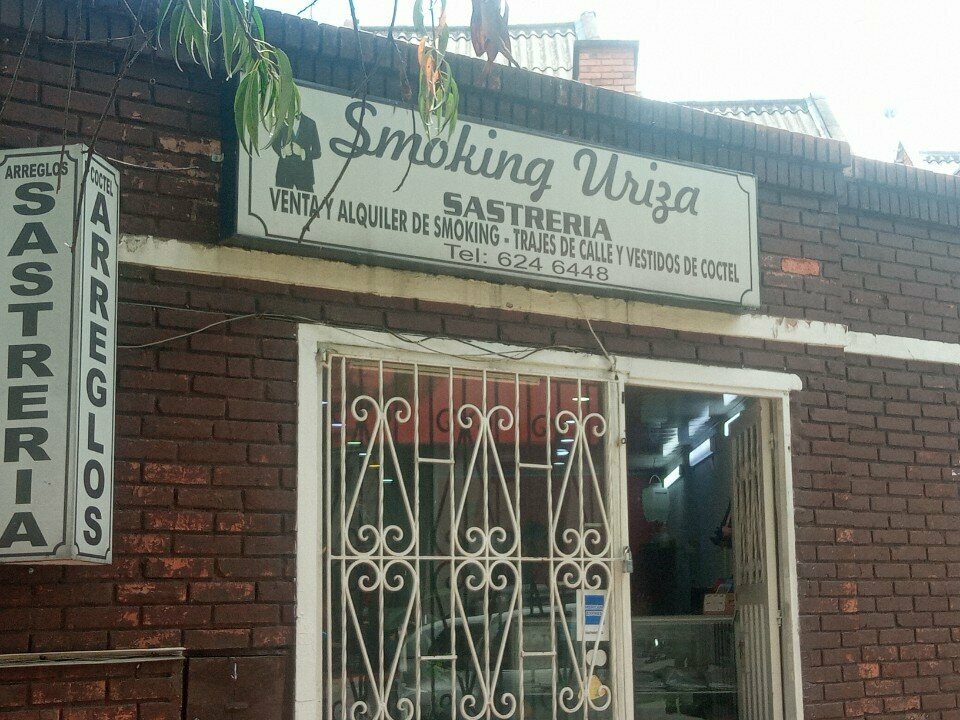 ARREGLOS
SASTRERIA
COCTEL
ARREGLOS
Smoking Uriza
SASTRERIA
VENTA Y ALQUILER DE SMOKING - TRAJES DE CALLE Y VESTIDOS DE COCTEL
Tel: 624 6448